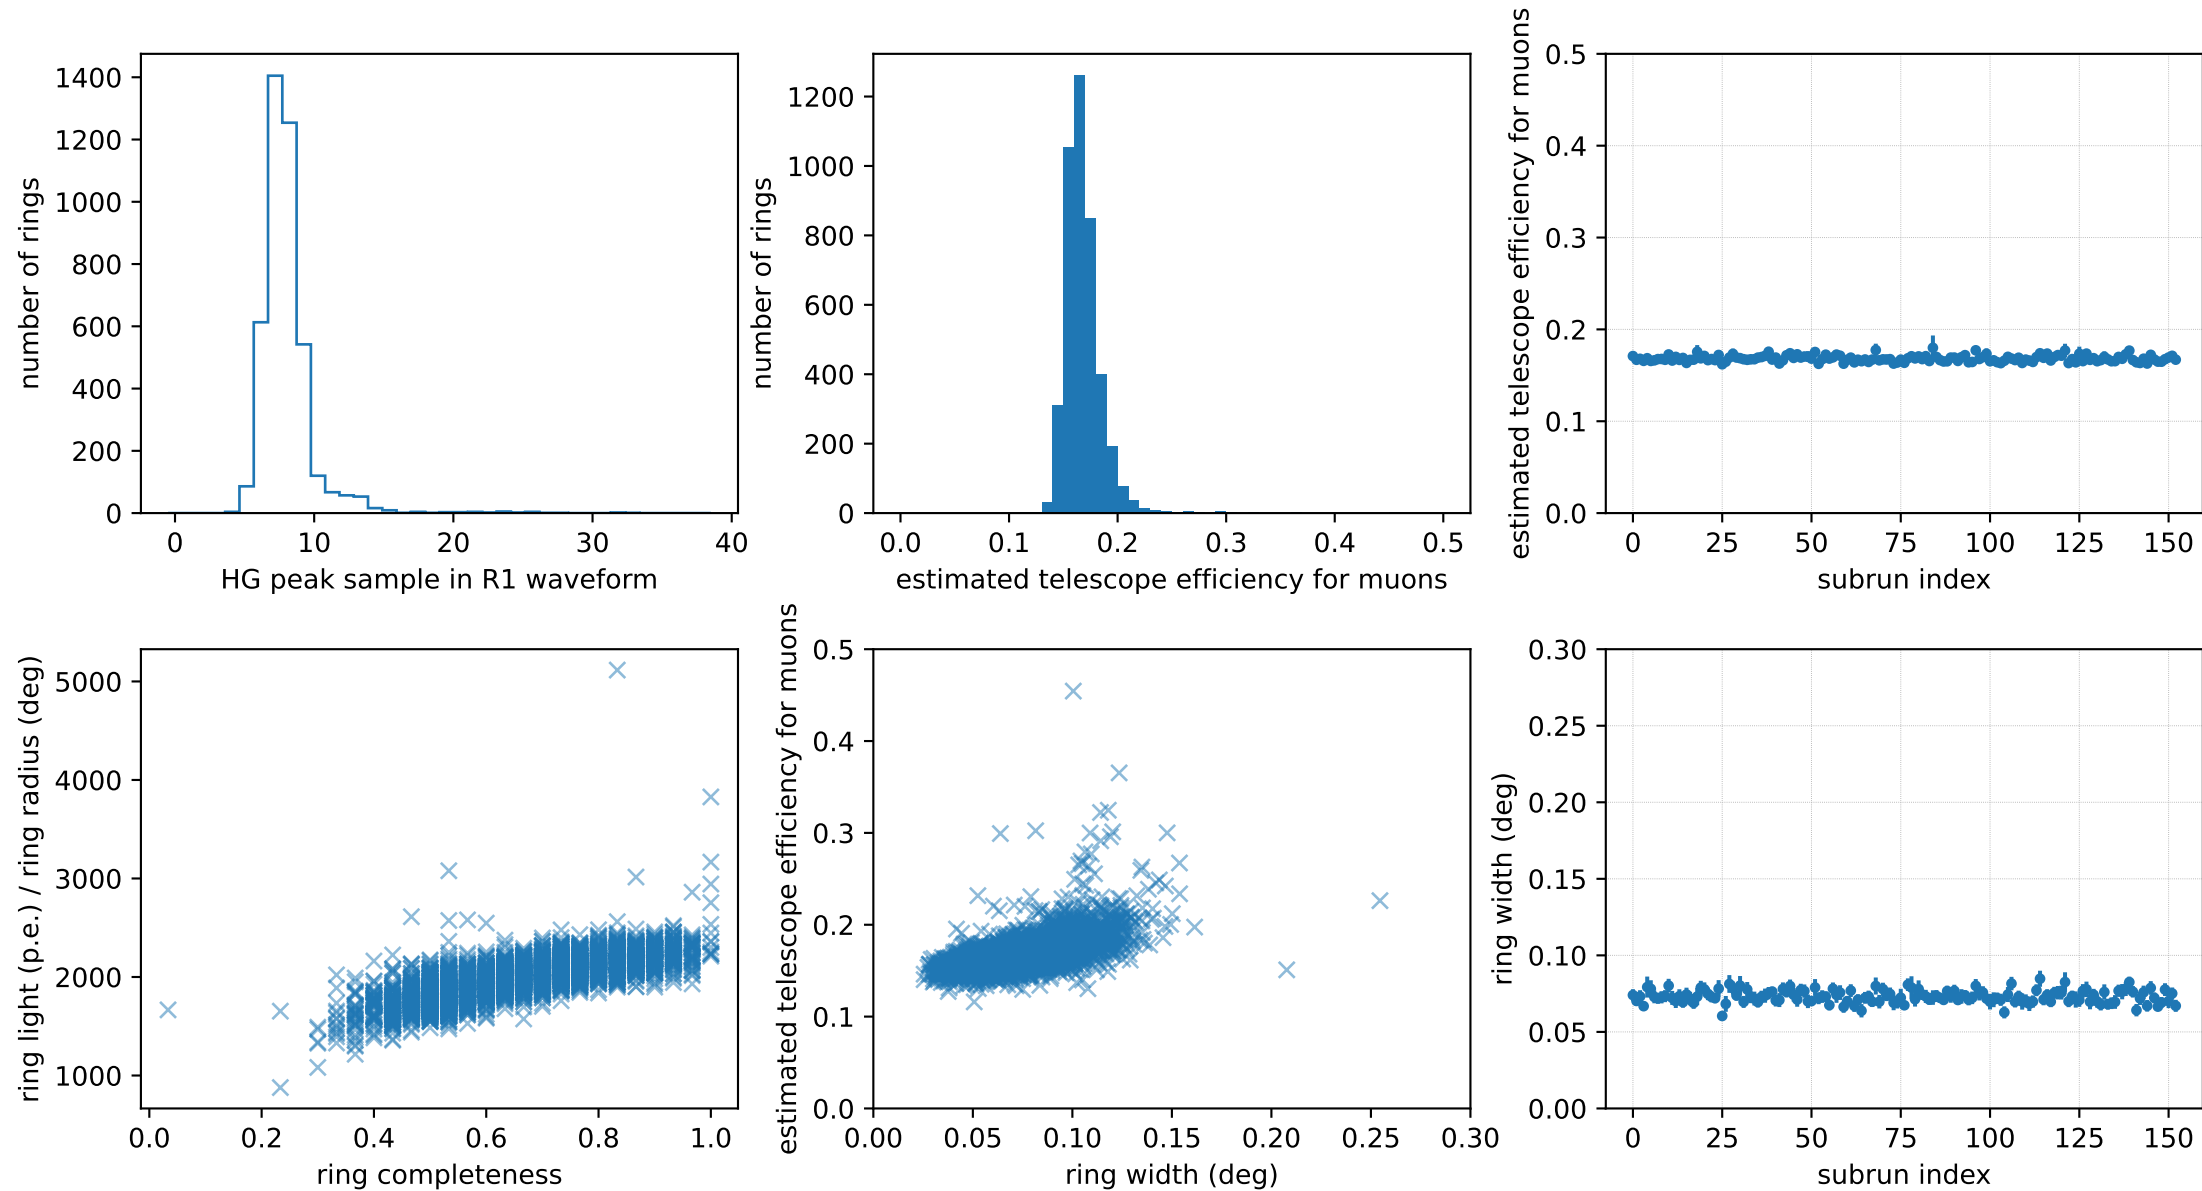 number of rings
1400
1200
1000
800
600
400
200
0
0 10 20 30 40
HG peak sample in R1 waveform
number of rings
1200
1000
800
600
400
200
0
0.0 0.1 0.2 0.3 0.4 0.5
estimated telescope efficiency for muons
estimated telescope efficiency for muons
0.5
0.4
0.3
0.2
0.1
0.0
0 25 50 75 100 125 150
subrun index
ring light (p.e.) / ring radius (deg)
5000
4000
3000
2000
1000
0.0 0.2 0.4 0.6 0.8 1.0
ring completeness
estimated telescope efficiency for muons
0.5
0.4
0.3
0.2
0.1
0.0
0.00 0.05 0.10 0.15 0.20 0.25 0.30
ring width (deg)
ring width (deg)
0.30
0.25
0.20
0.15
0.10
0.05
0.00
0 25 50 75 100 125 150
subrun index